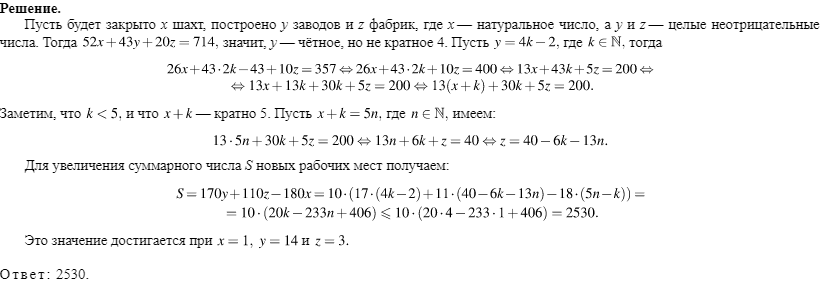 Решение.
Пусть будет закрыто x шахт, построено y заводов и z фабрик, где x — натуральное число, а y и z — целые неотрицательные
числа. Тогда 52x + 43y + 20z = 714, значит, y — чётное, но не кратное 4. Пусть y = 4k − 2, где k ∈ ℕ, тогда
26x + 43 · 2k − 43 + 10z = 357 ⇔ 26x + 43 · 2k + 10z = 400 ⇔ 13x + 43k + 5z = 200 ⇔
⇔ 13x + 13k + 30k + 5z = 200 ⇔ 13(x + k) + 30k + 5z = 200.
Заметим, что k < 5, и что x + k — кратно 5. Пусть x + k = 5n, где n ∈ ℕ, имеем:
13 · 5n + 30k + 5z = 200 ⇔ 13n + 6k + z = 40 ⇔ z = 40 − 6k − 13n.
Для увеличения суммарного числа S новых рабочих мест получаем:
S = 170y + 110z − 180x = 10 · (17 · (4k − 2) + 11 · (40 − 6k − 13n) − 18 · (5n − k)) =
= 10 · (20k − 233n + 406) ⩽ 10 · (20 · 4 − 233 · 1 + 406) = 2530.
Это значение достигается при x = 1, y = 14 и z = 3.
Ответ: 2530.